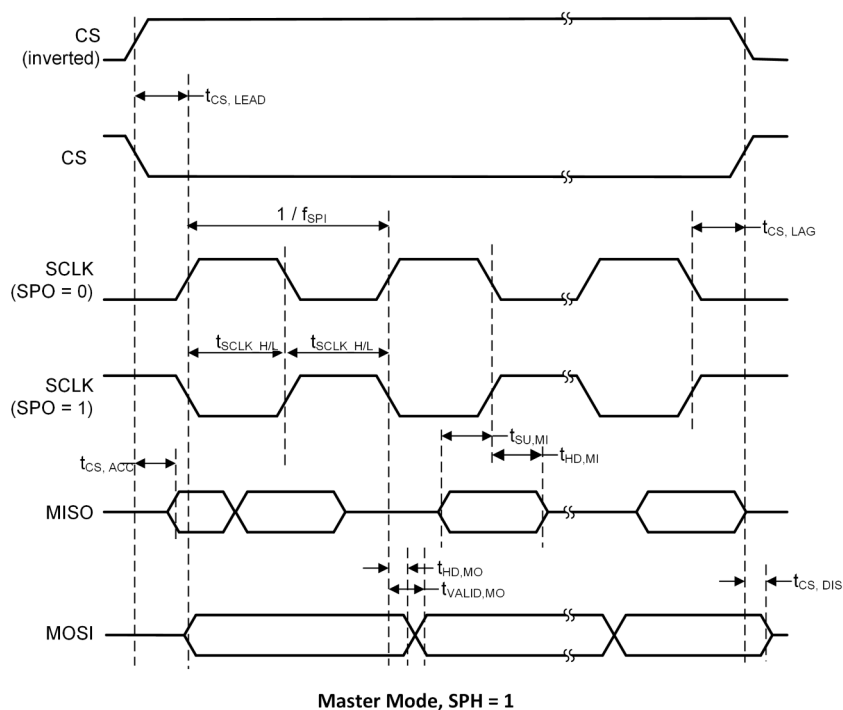 CS
(inverted)
tCS, LEAD
CS
1 / fSPI
tCS, LAG
SCLK
(SPO = 0)
tSCLK_H/L
tSCLK_H/L
SCLK
(SPO = 1)
tSU,MI
tHD,MI
tCS, ACC
MISO
tHD,MO
tVALID,MO
tCS, DIS
MOSI
Master Mode, SPH = 1